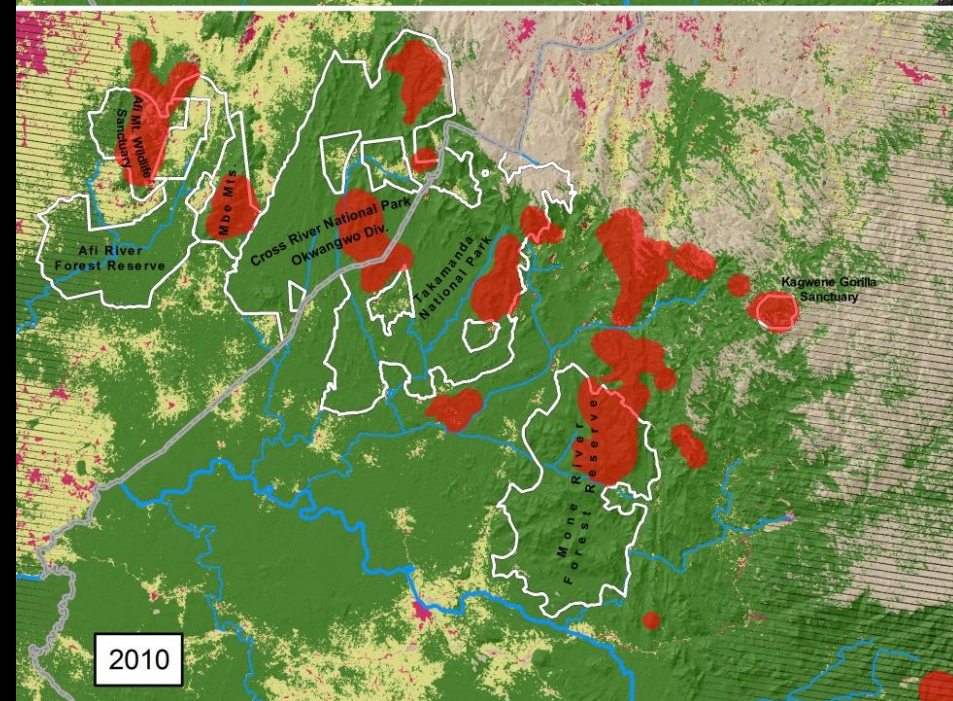 Afi Mt. Wildlife
Sanctuary
Mbe Mts.
Afi River
Forest Reserve
Cross River National Park
Okwangwo Div.
Takamanda
National Park
Kagwene Gorilla
Sanctuary
Mone River
Forest Reserve
2010